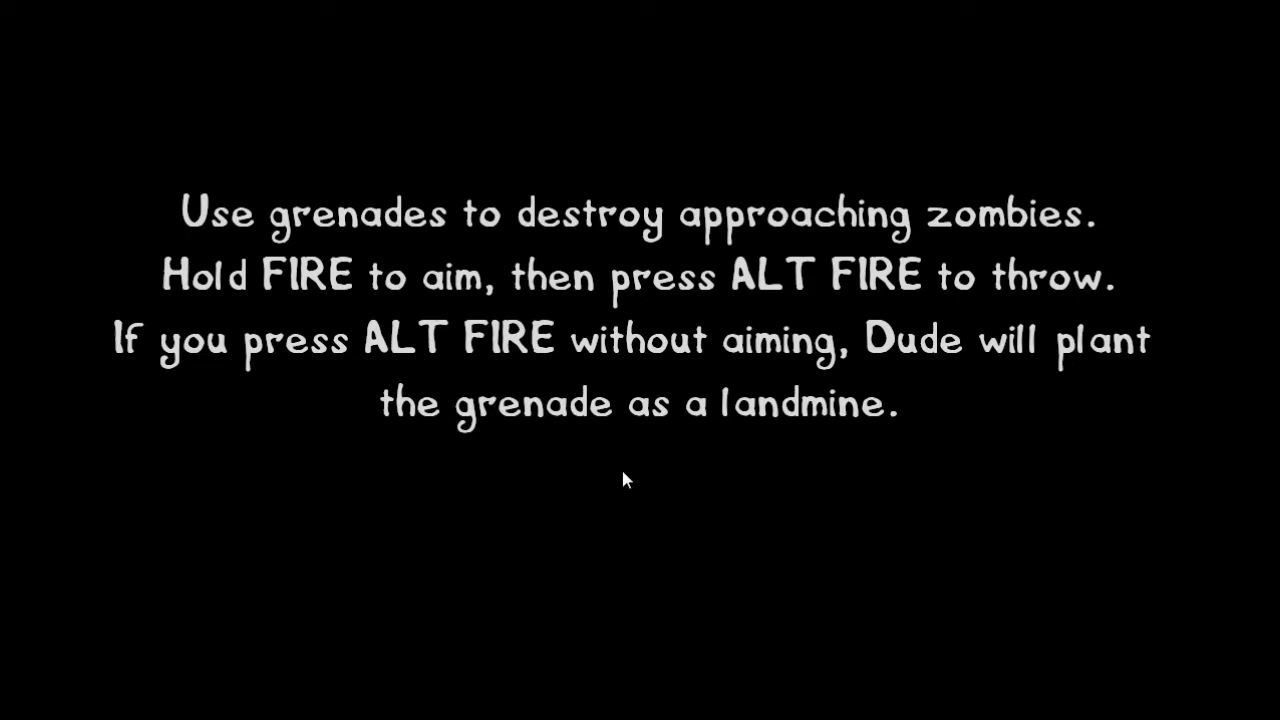 Use grenades to destroy approaching zombies.
Hold FIRE to aim, then press ALT FIRE to throw.
If you press ALT FIRE without aiming, Dude will plant
the grenade as a landmine.